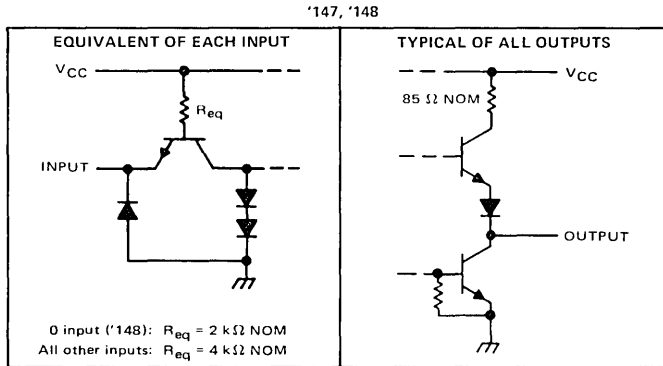 '147, '148
EQUIVALENT OF EACH INPUT
VCC
Req
INPUT
0 input ('148): Req = 2 kΩ NOM
All other inputs: Req = 4 kΩ NOM
TYPICAL OF ALL OUTPUTS
VCC
85 Ω NOM
OUTPUT